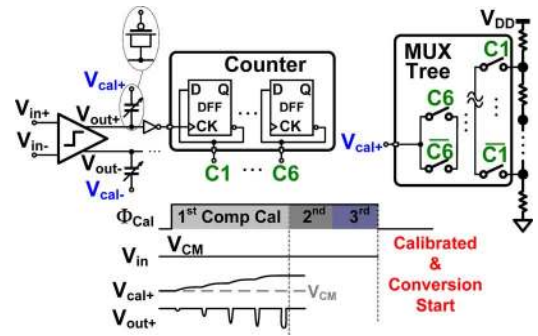 V_cal+
V_out+
V_in+
V_in-
V_out-
V_cal-
Counter
D Q
DFF
CK
D Q
DFF
CK
C1 ... C6
V_DD
MUX
Tree
C1
C6
C6
C1
V_cal+
Φ_Cal
1st Comp Cal
2nd
3rd
V_in
V_CM
V_cal+
V_CM
V_out+
Calibrated
&
Conversion
Start